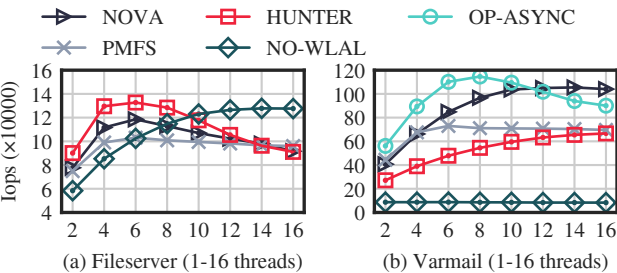 NOVA HUNTER OP-ASYNC
PMFS NO-WLAL
Iops (×10000)
16
14
12
10
8
6
4
2 4 6 8 10 12 14 16
(a) Fileserver (1-16 threads)
120
100
80
60
40
20
0
2 4 6 8 10 12 14 16
(b) Varmail (1-16 threads)